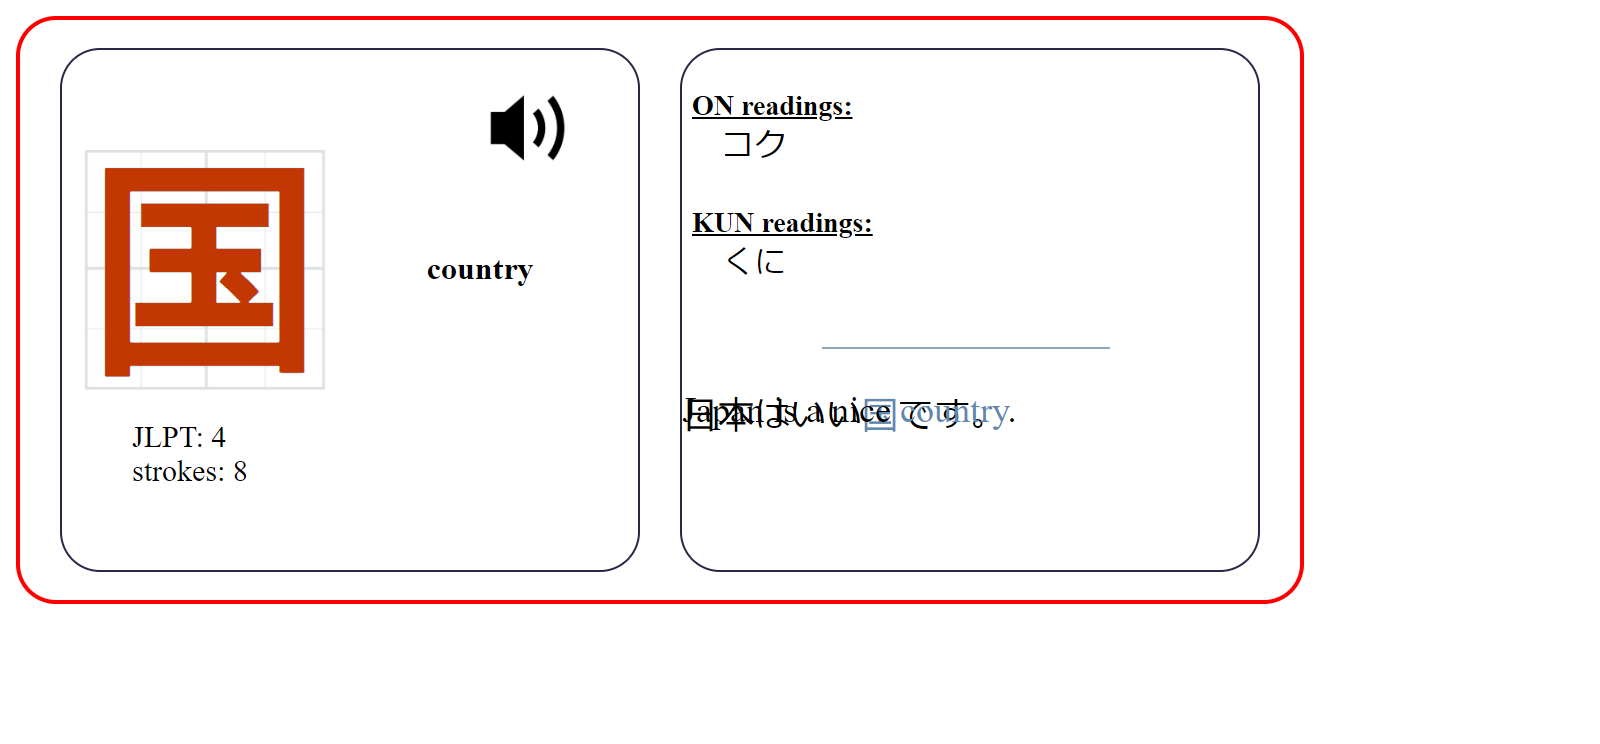 国
country
JLPT: 4
strokes: 8
ON readings:
コク
KUN readings:
くに
日本はいい国です。
Japan is a nice country.